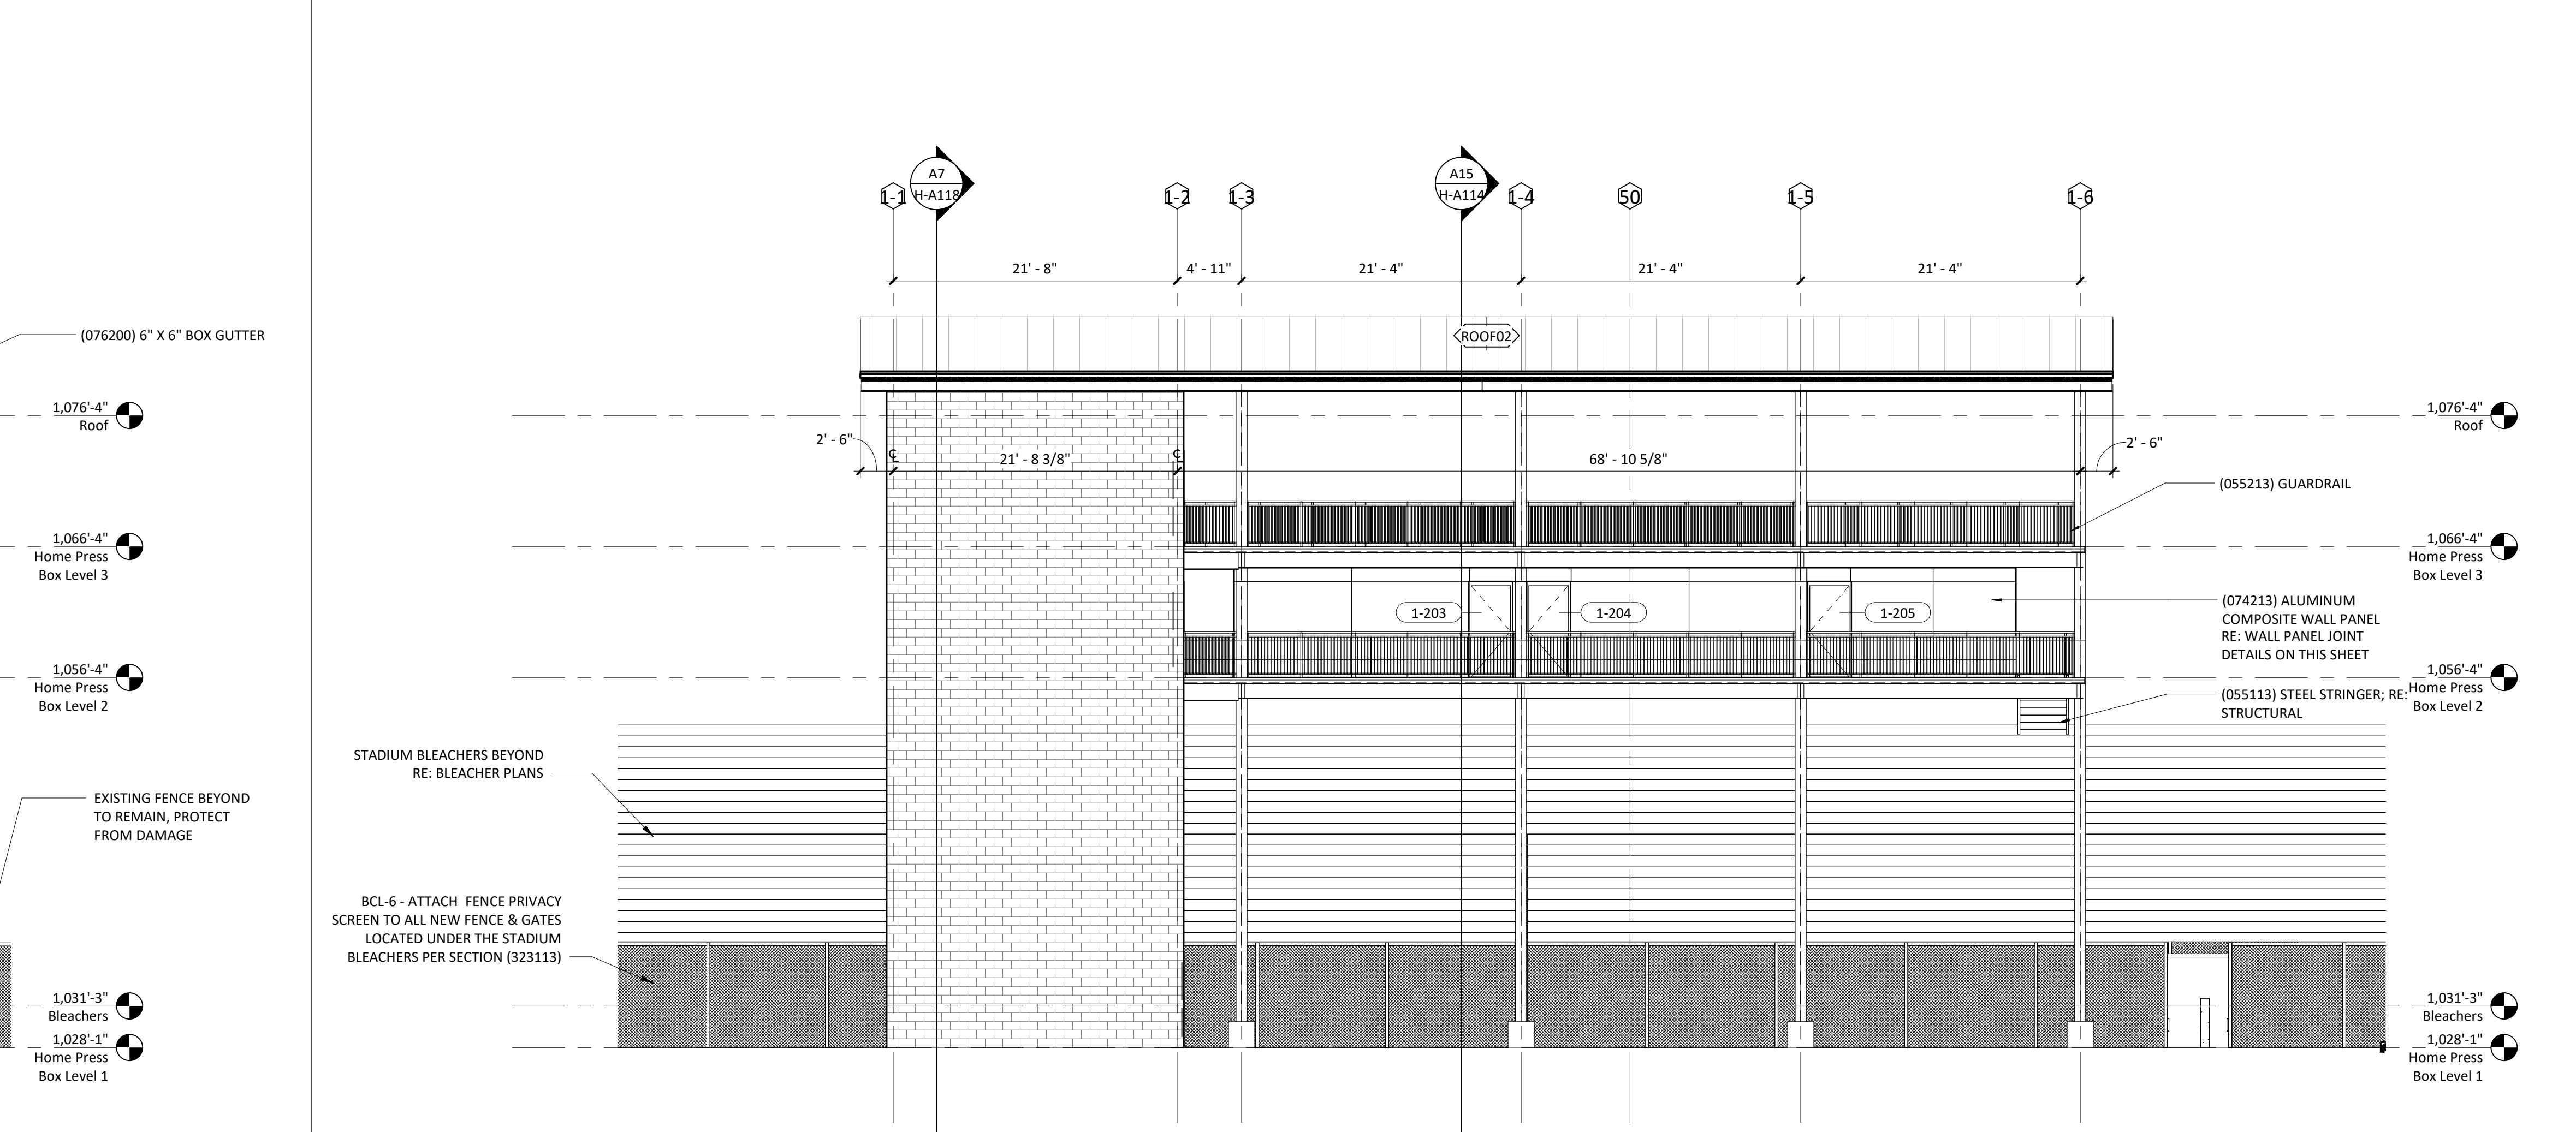 A7
H-A118
A15
H-A114
1-1
1-2
1-3
1-4
50
1-5
1-6
21' - 8"
4' - 11"
21' - 4"
21' - 4"
21' - 4"
(076200) 6" X 6" BOX GUTTER
ROOF02
1,076'-4"
Roof
1,076'-4"
Roof
2' - 6"
℄
21' - 8 3/8"
℄
68' - 10 5/8"
2' - 6"
(055213) GUARDRAIL
1,066'-4"
Home Press
Box Level 3
1,066'-4"
Home Press
Box Level 3
1-203
1-204
1-205
(074213) ALUMINUM
COMPOSITE WALL PANEL
RE: WALL PANEL JOINT
DETAILS ON THIS SHEET
1,056'-4"
Home Press
Box Level 2
1,056'-4"
Home Press
Box Level 2
(055113) STEEL STRINGER; RE:
STRUCTURAL
STADIUM BLEACHERS BEYOND
RE: BLEACHER PLANS
EXISTING FENCE BEYOND
TO REMAIN, PROTECT
FROM DAMAGE
BCL-6 - ATTACH  FENCE PRIVACY
SCREEN TO ALL NEW FENCE & GATES
LOCATED UNDER THE STADIUM
BLEACHERS PER SECTION (323113)
1,031'-3"
Bleachers
1,031'-3"
Bleachers
1,028'-1"
Home Press
Box Level 1
1,028'-1"
Home Press
Box Level 1